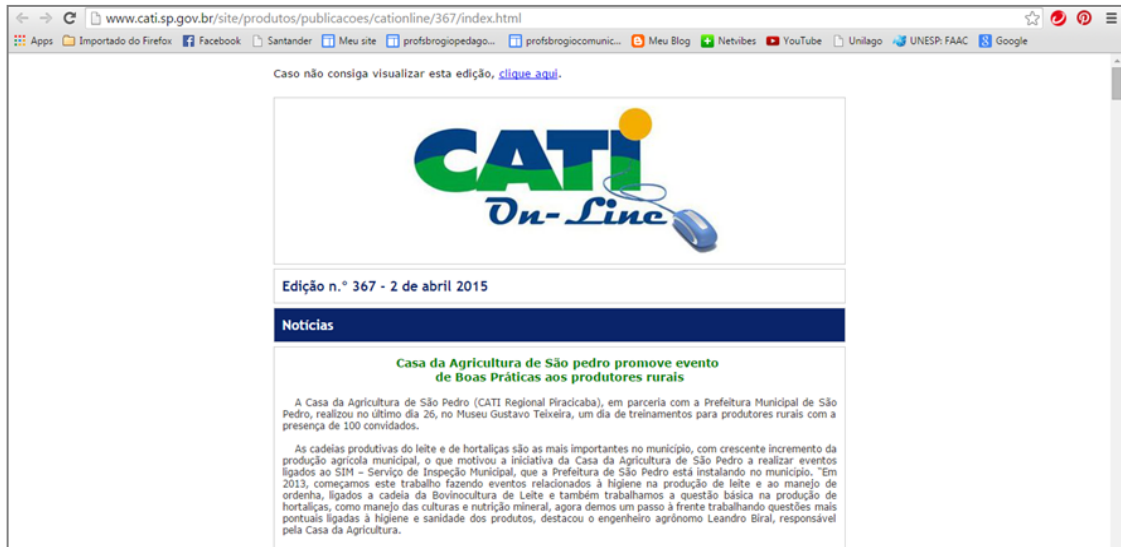 www.cati.sp.gov.br/site/produtos/publicacoes/cationline/367/index.html
Apps Importado do Firefox Facebook Santander Meu site profsbrogiopedago... profsbrogiocomunic... Meu Blog Netvibes YouTube Unilago UNESP: FAAC Google
Caso não consiga visualizar esta edição, clique aqui.
CATI
On-Line
Edição n.° 367 - 2 de abril 2015
Notícias
Casa da Agricultura de São pedro promove evento
de Boas Práticas aos produtores rurais
A Casa da Agricultura de São Pedro (CATI Regional Piracicaba), em parceria com a Prefeitura Municipal de São
Pedro, realizou no último dia 26, no Museu Gustavo Teixeira, um dia de treinamentos para produtores rurais com a
presença de 100 convidados.
As cadeias produtivas do leite e de hortaliças são as mais importantes no município, com crescente incremento da
produção agrícola municipal, o que motivou a iniciativa da Casa da Agricultura de São Pedro a realizar eventos
ligados ao SIM – Serviço de Inspeção Municipal, que a Prefeitura de São Pedro está instalando no município. "Em
2013, começamos este trabalho fazendo eventos relacionados à higiene na produção de leite e ao manejo de
ordenha, ligados a cadeia da Bovinocultura de Leite e também trabalhamos a questão básica na produção de
hortaliças, como manejo das culturas e nutrição mineral, agora demos um passo à frente trabalhando questões mais
pontuais ligadas à higiene e sanidade dos produtos, destacou o engenheiro agrônomo Leandro Biral, responsável
pela Casa da Agricultura.